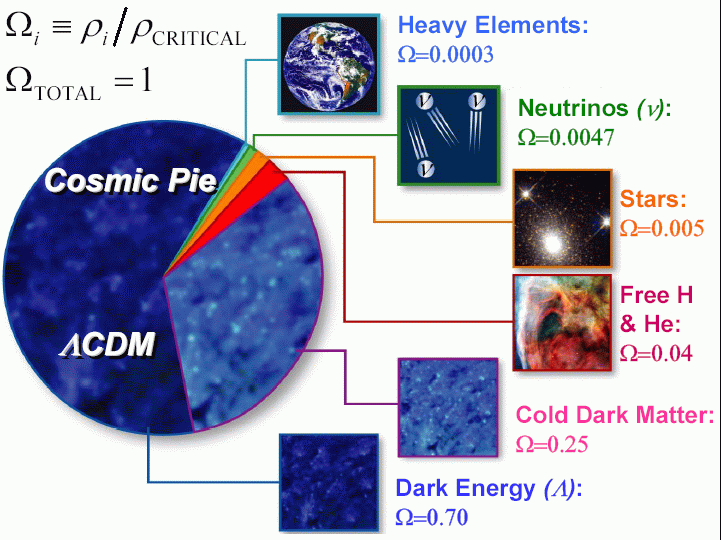 Ωᵢ ≡ ρᵢ/ρCRITICAL
ΩTOTAL = 1
Cosmic Pie
ΛCDM
Heavy Elements:
Ω=0.0003
ν ν
ν
Neutrinos (ν):
Ω=0.0047
Stars:
Ω=0.005
Free H
& He:
Ω=0.04
Cold Dark Matter:
Ω=0.25
Dark Energy (Λ):
Ω=0.70